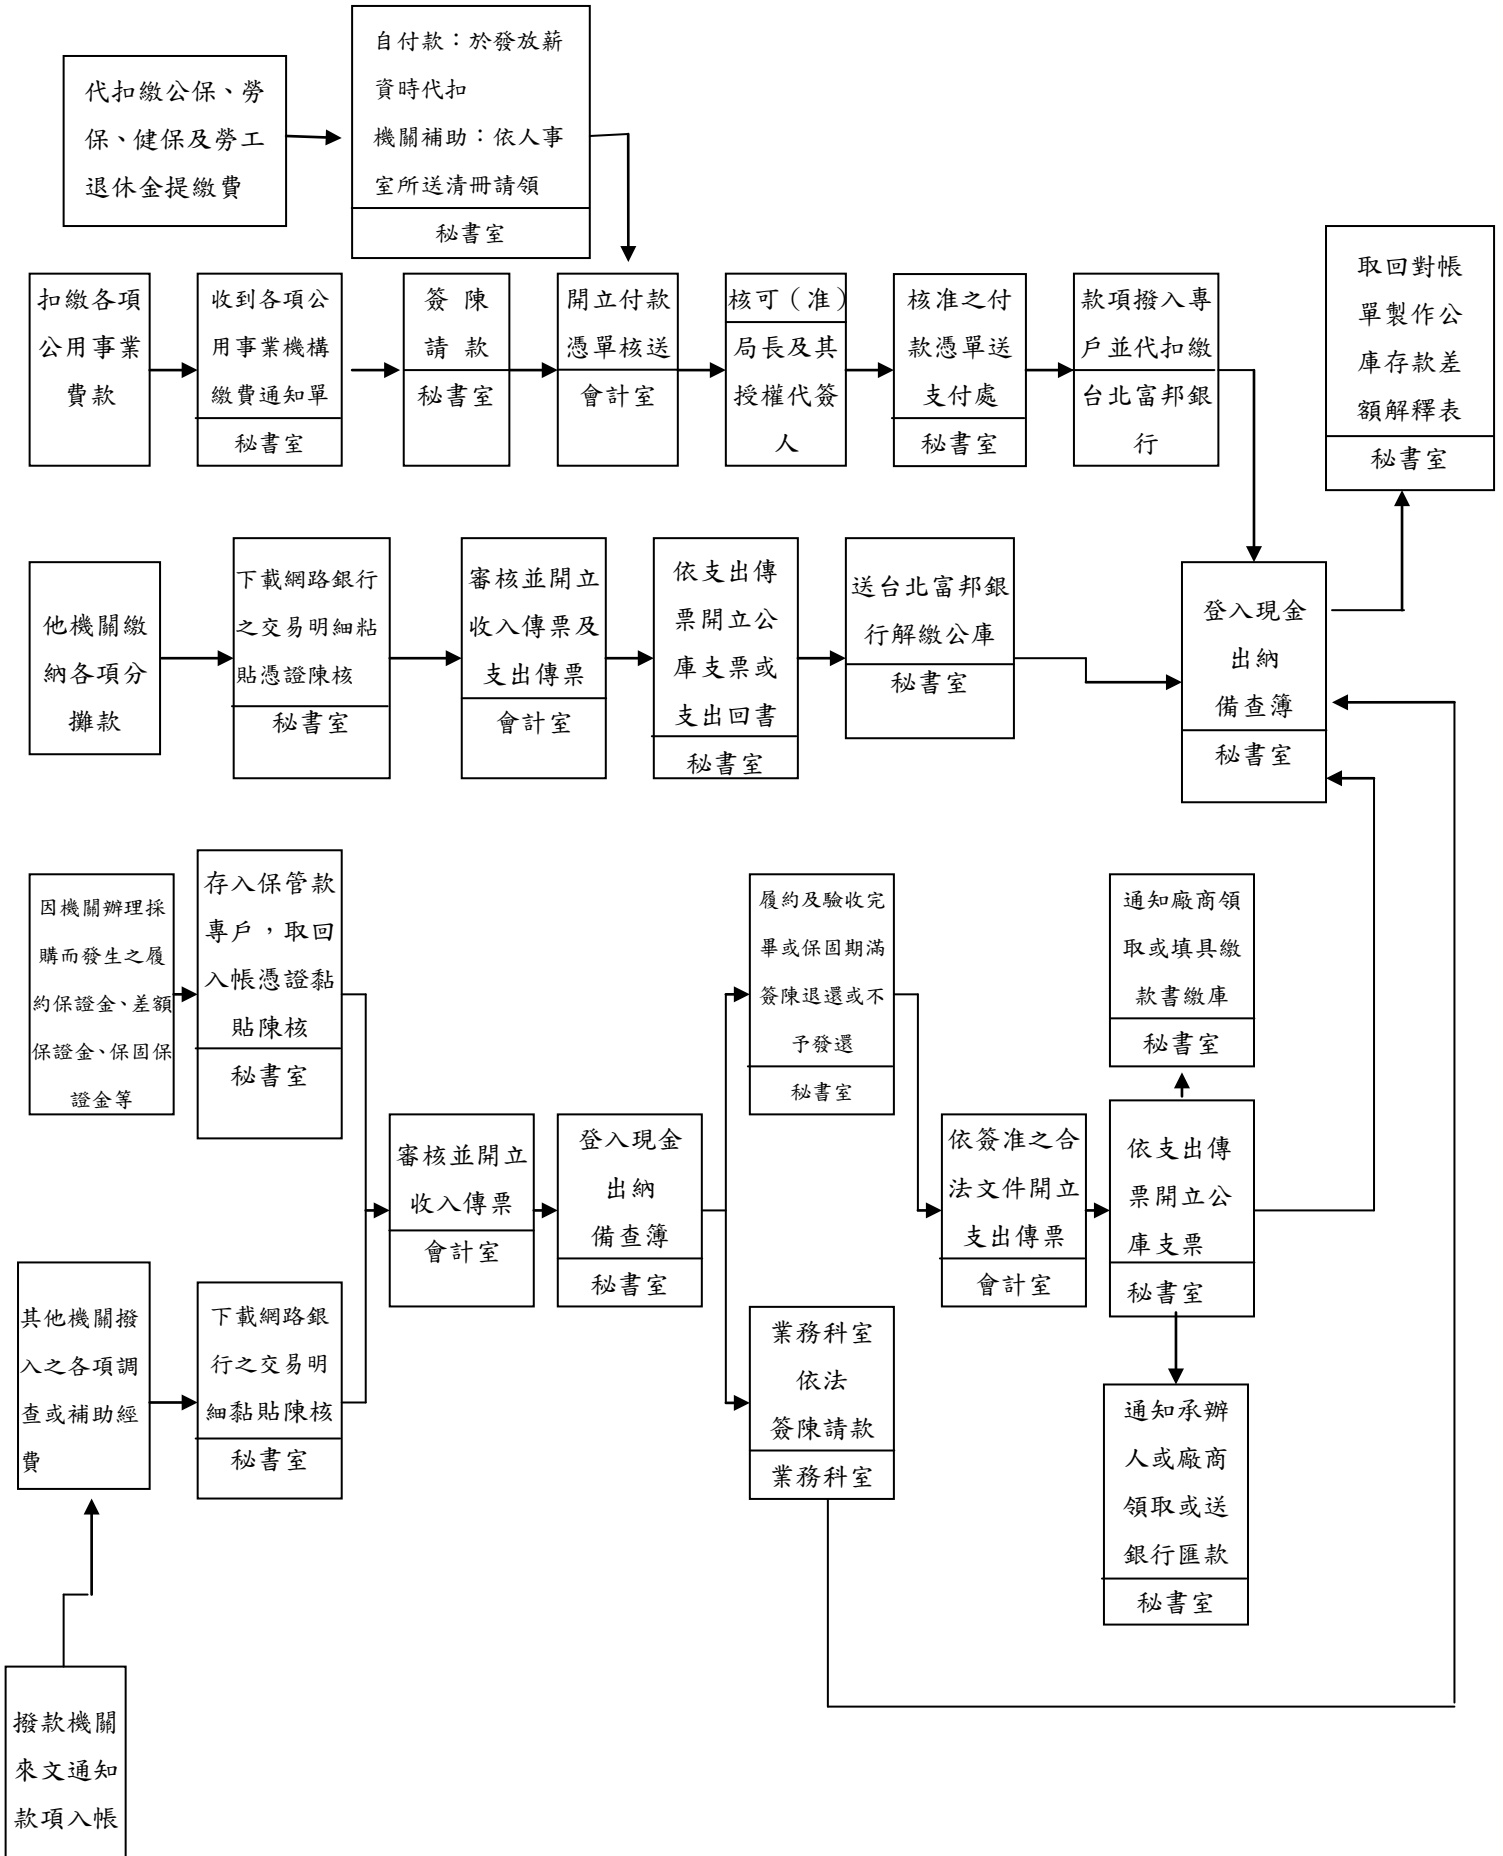 自付款：於發放薪
資時代扣
機關補助：依人事
室所送清冊請領
秘書室
代扣繳公保、勞
保、健保及勞工
退休金提繳費
扣繳各項
公用事業
費款
收到各項公
用事業機構
繳費通知單
秘書室
簽 陳
請 款
秘書室
開立付款
憑單核送
會計室
核可（准）
局長及其
授權代簽
人
核准之付
款憑單送
支付處
秘書室
款項撥入專
戶並代扣繳
台北富邦銀
行
取回對帳
單製作公
庫存款差
額解釋表
秘書室
他機關繳
納各項分
攤款
下載網路銀行
之交易明細粘
貼憑證陳核
秘書室
審核並開立
收入傳票及
支出傳票
會計室
依支出傳
票開立公
庫支票或
支出回書
秘書室
送台北富邦銀
行解繳公庫
秘書室
登入現金
出納
備查簿
秘書室
因機關辦理採
購而發生之履
約保證金、差額
保證金、保固保
證金等
存入保管款
專戶，取回
入帳憑證黏
貼陳核
秘書室
審核並開立
收入傳票
會計室
登入現金
出納
備查簿
秘書室
履約及驗收完
畢或保固期滿
簽陳退還或不
予發還
秘書室
依簽准之合
法文件開立
支出傳票
會計室
通知廠商領
取或填具繳
款書繳庫
秘書室
依支出傳
票開立公
庫支票
秘書室
其他機關撥
入之各項調
查或補助經
費
下載網路銀
行之交易明
細黏貼陳核
秘書室
業務科室
依法
簽陳請款
業務科室
通知承辦
人或廠商
領取或送
銀行匯款
秘書室
撥款機關
來文通知
款項入帳